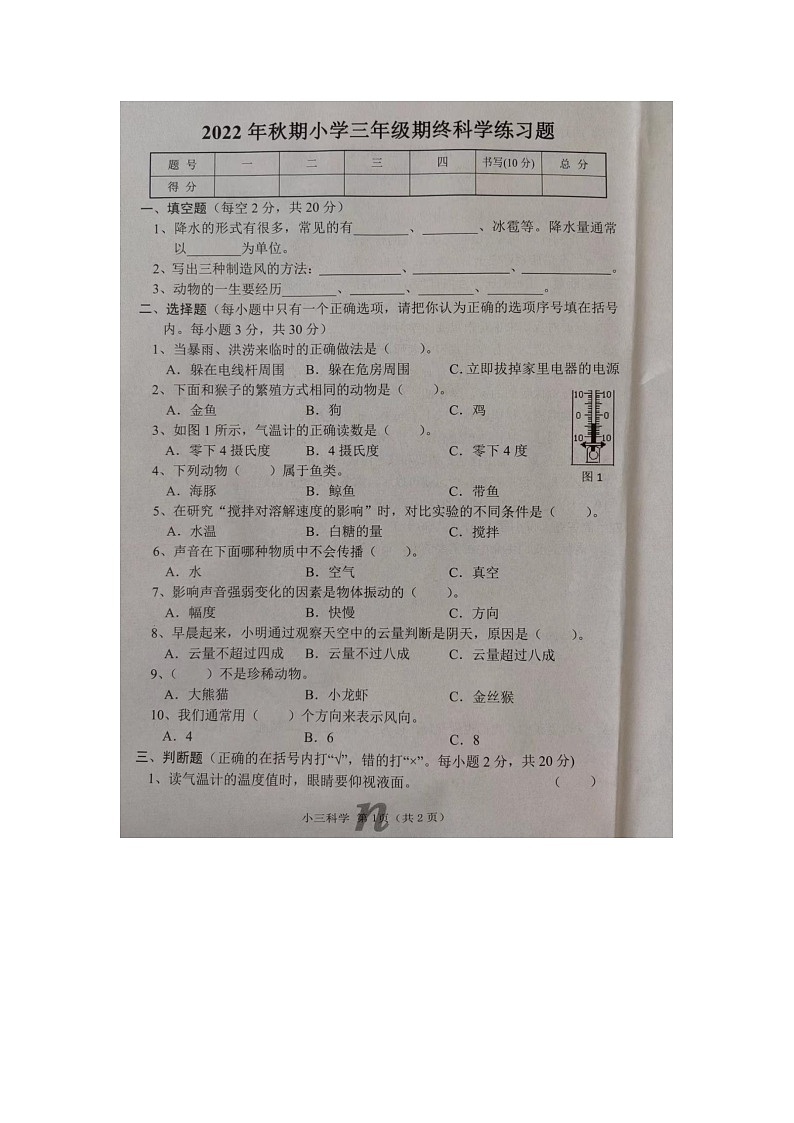 2022 年秋期小学三年级期终科学练习题
题 号 一 二 三 四 书写(10 分) 总 分
得 分
一、填空题（每空 2 分，共 20 分）
1、降水的形式有很多，常见的有________、________、冰雹等。降水量通常
以________为单位。
2、写出三种制造风的方法：____________、____________、____________。
3、动物的一生要经历________、________、________、________。
二、选择题（每小题中只有一个正确选项，请把你认为正确的选项序号填在括号
内。每小题 3 分，共 30 分）
1、当暴雨、洪涝来临时的正确做法是（ ）。
A．躲在电线杆周围 B．躲在危房周围 C. 立即拔掉家里电器的电源
2、下面和猴子的繁殖方式相同的动物是（ ）。
A．金鱼 B．狗 C．鸡
3、如图 1 所示，气温计的正确读数是（ ）。
A．零下 4 摄氏度 B．4 摄氏度 C．零下 4 度
10 10
0 0
10 10
图 1
4、下列动物（ ）属于鱼类。
A．海豚 B．鲸鱼 C．带鱼
5、在研究“搅拌对溶解速度的影响”时，对比实验的不同条件是（ ）。
A．水温 B．白糖的量 C．搅拌
6、声音在下面哪种物质中不会传播（ ）。
A．水 B．空气 C．真空
7、影响声音强弱变化的因素是物体振动的（ ）。
A．幅度 B．快慢 C．方向
8、早晨起来，小明通过观察天空中的云量判断是阴天，原因是（ ）。
A．云量不超过四成 B．云量不过八成 C．云量超过八成
9、（ ）不是珍稀动物。
A．大熊猫 B．小龙虾 C．金丝猴
10、我们通常用（ ）个方向来表示风向。
A．4 B．6 C．8
三、判断题（正确的在括号内打“√”，错的打“×”。每小题 2 分，共 20 分)
1、读气温计的温度值时，眼睛要仰视液面。 （ ）
小三科学 第 1页（共 2 页）
n